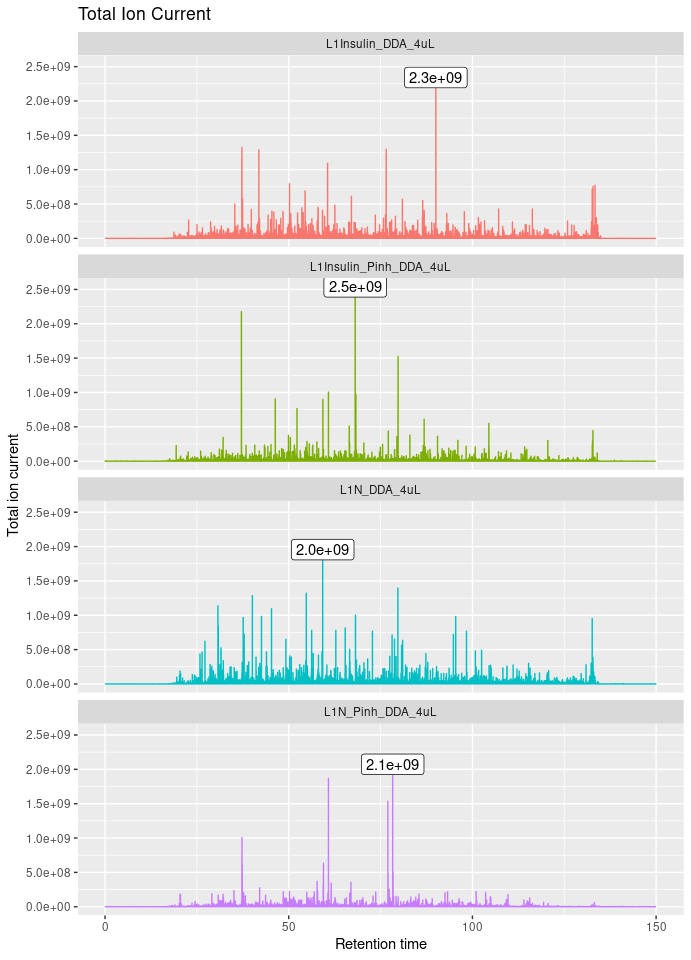 Total Ion Current
L1Insulin_DDA_4uL
2.5e+09
2.0e+09
1.5e+09
1.0e+09
5.0e+08
0.0e+00
2.3e+09
L1Insulin_Pinh_DDA_4uL
2.5e+09
2.0e+09
1.5e+09
1.0e+09
5.0e+08
0.0e+00
2.5e+09
L1N_DDA_4uL
2.5e+09
2.0e+09
1.5e+09
1.0e+09
5.0e+08
0.0e+00
2.0e+09
L1N_Pinh_DDA_4uL
2.5e+09
2.0e+09
1.5e+09
1.0e+09
5.0e+08
0.0e+00
2.1e+09
Total ion current
0 50 100 150
Retention time